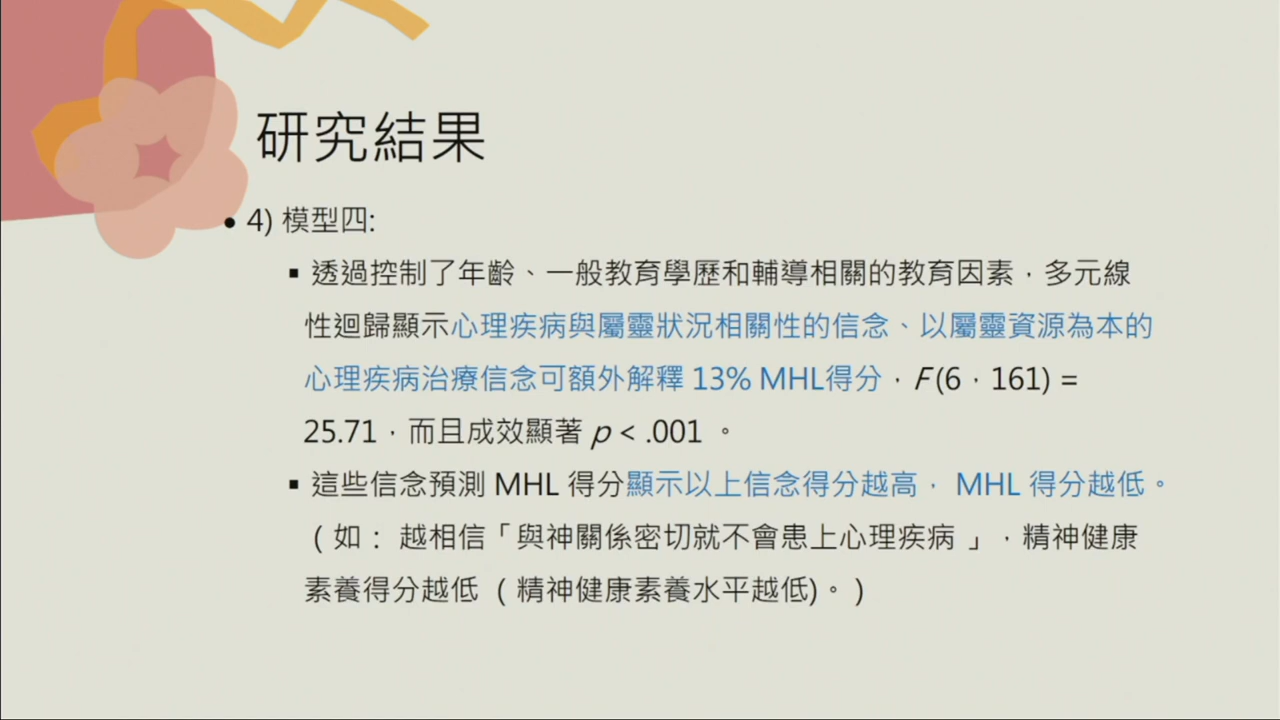 研究結果
• 4) 模型四:
▪ 透過控制了年齡、一般教育學歷和輔導相關的教育因素，多元線
性迴歸顯示心理疾病與屬靈狀況相關性的信念、以屬靈資源為本的
心理疾病治療信念可額外解釋 13% MHL得分，F (6，161) =
25.71，而且成效顯著 p < .001 。
▪ 這些信念預測 MHL 得分顯示以上信念得分越高， MHL 得分越低。
（如： 越相信「與神關係密切就不會患上心理疾病 」，精神健康
素養得分越低 （精神健康素養水平越低)。)